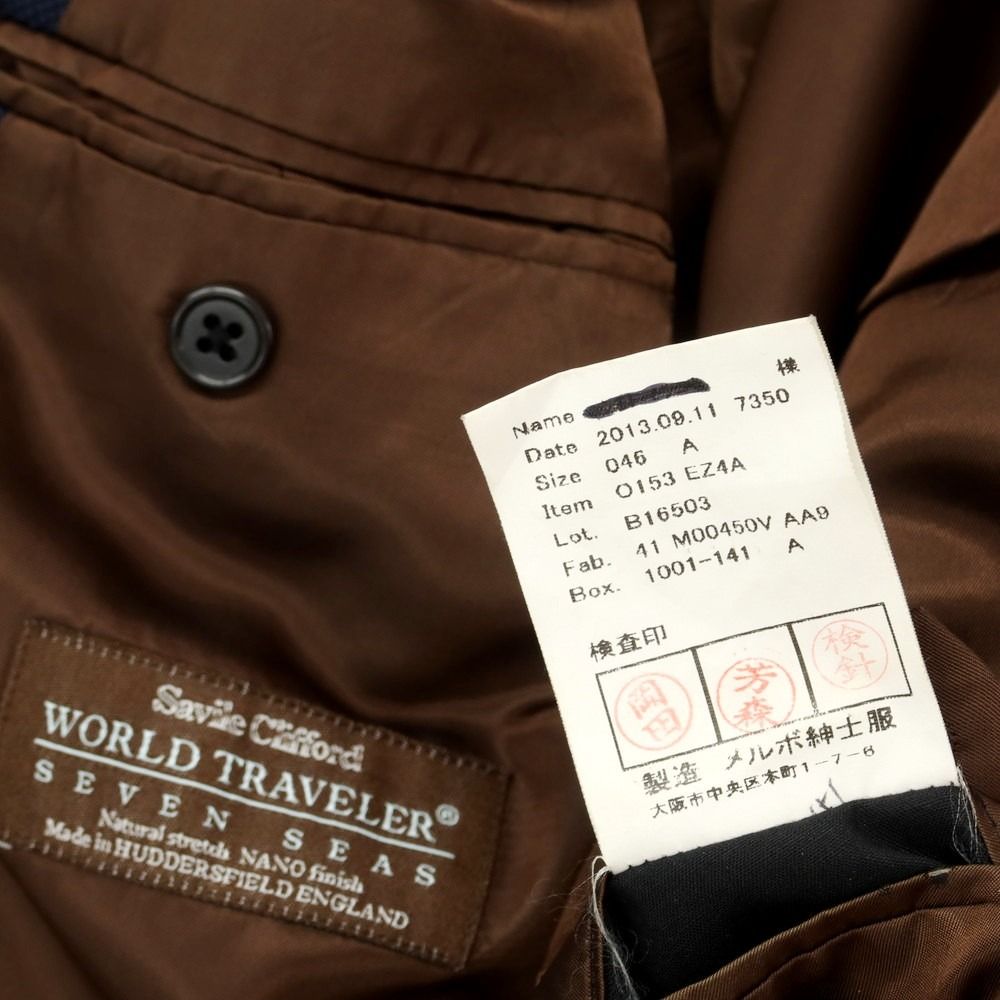 様
Name
Date 2013.09.11 7350
Size 046 A
Item O153 EZ4A
Lot. B16503
Fab. 41 M00450V AA9
Box. 1001-141 A
検査印
岡田 芳森 検針
製造 メルボ紳士服
大阪市中央区本町1-7-6
Savile Clifford
WORLD TRAVELER®
SEVEN SEAS
Natural stretch NANO finish
Made in HUDDERSFIELD ENGLAND